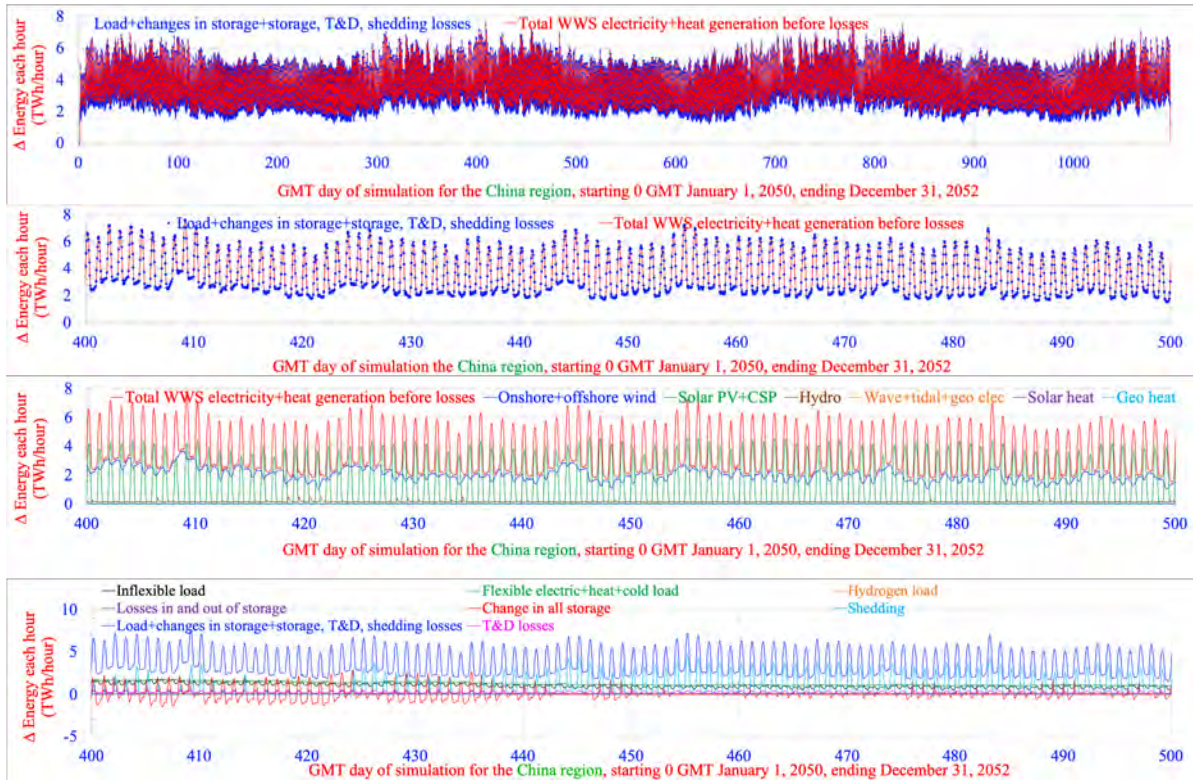 Load+changes in storage+storage, T&D, shedding losses —Total WWS electricity+heat generation before losses
Δ Energy each hour
(TWh/hour)
8
6
4
2
0
0 100 200 300 400 500 600 700 800 900 1000
GMT day of simulation for the China region, starting 0 GMT January 1, 2050, ending December 31, 2052
Load+changes in storage+storage, T&D, shedding losses —Total WWS electricity+heat generation before losses
Δ Energy each hour
(TWh/hour)
8
6
4
2
0
400 410 420 430 440 450 460 470 480 490 500
GMT day of simulation the China region, starting 0 GMT January 1, 2050, ending December 31, 2052
—Total WWS electricity+heat generation before losses —Onshore+offshore wind —Solar PV+CSP —Hydro —Wave+tidal+geo elec —Solar heat —Geo heat
Δ Energy each hour
(TWh/hour)
8
6
4
2
0
400 410 420 430 440 450 460 470 480 490 500
GMT day of simulation for the China region, starting 0 GMT January 1, 2050, ending December 31, 2052
—Inflexible load —Flexible electric+heat+cold load —Hydrogen load
—Losses in and out of storage —Change in all storage —Shedding
—Load+changes in storage+storage, T&D, shedding losses —T&D losses
Δ Energy each hour
(TWh/hour)
10
5
0
-5
400 410 420 430 440 450 460 470 480 490 500
GMT day of simulation for the China region, starting 0 GMT January 1, 2050, ending December 31, 2052